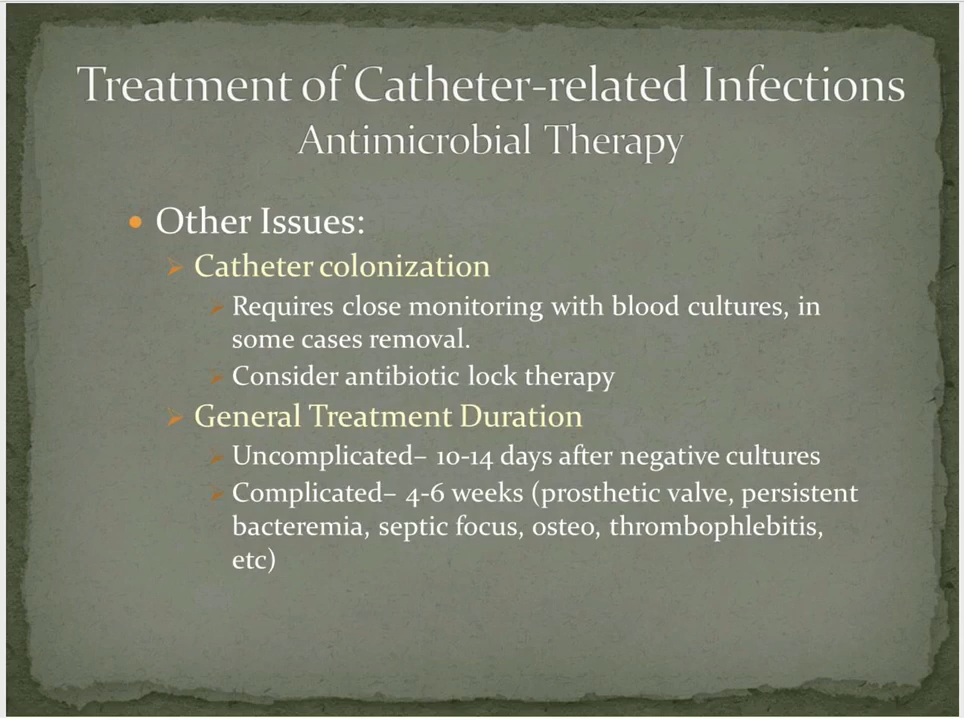 Treatment of Catheter-related Infections
Antimicrobial Therapy
Other Issues:
Catheter colonization
Requires close monitoring with blood cultures, in
some cases removal.
Consider antibiotic lock therapy
General Treatment Duration
Uncomplicated– 10-14 days after negative cultures
Complicated– 4-6 weeks (prosthetic valve, persistent
bacteremia, septic focus, osteo, thrombophlebitis,
etc)